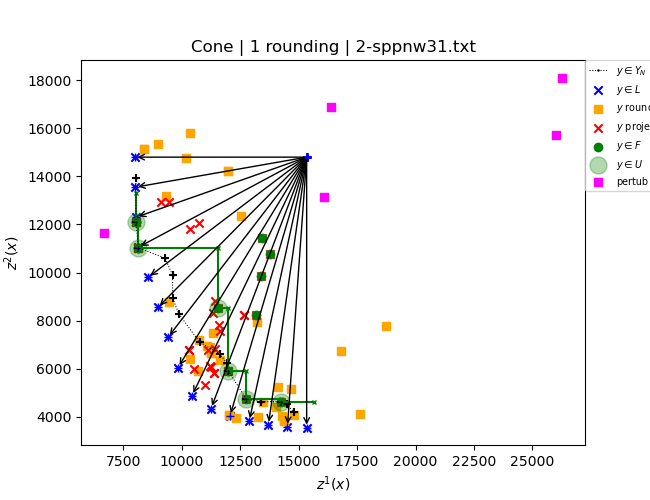 Cone | 1 rounding | 2-sppnw31.txt
18000
16000
14000
12000
10000
8000
6000
4000
z²(x)
7500
10000
12500
15000
17500
20000
22500
25000
z¹(x)
y ∈ Y_N
y ∈ L
y roun
y proje
y ∈ F
y ∈ U
pertub